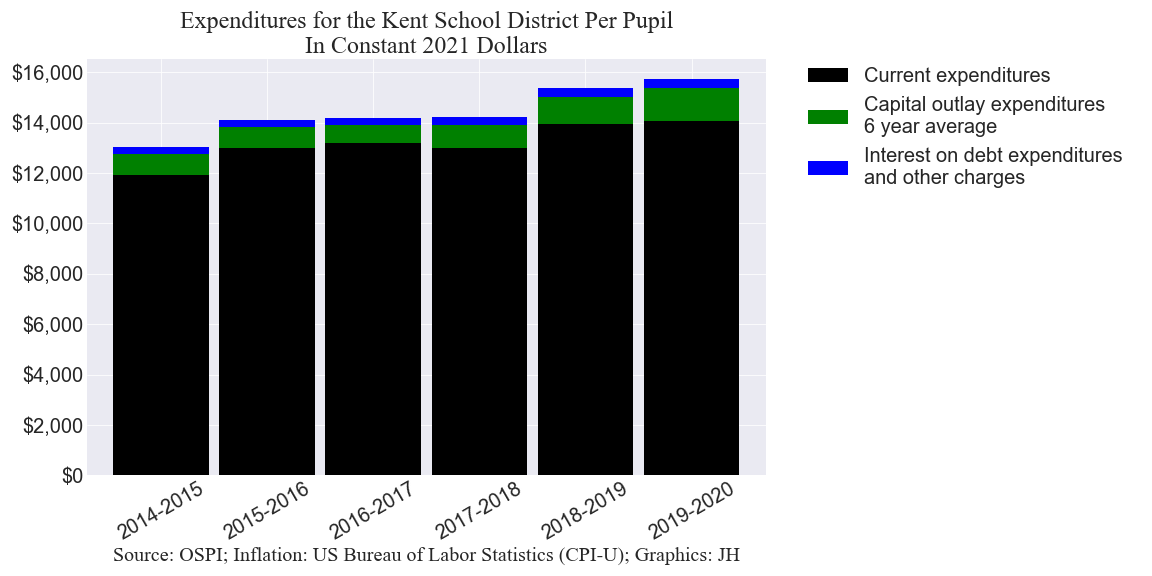 Expenditures for the Kent School District Per Pupil
In Constant 2021 Dollars
$16,000
$14,000
$12,000
$10,000
$8,000
$6,000
$4,000
$2,000
$0
2014-2015
2015-2016
2016-2017
2017-2018
2018-2019
2019-2020
Current expenditures
Capital outlay expenditures
6 year average
Interest on debt expenditures
and other charges
Source: OSPI; Inflation: US Bureau of Labor Statistics (CPI-U); Graphics: JH